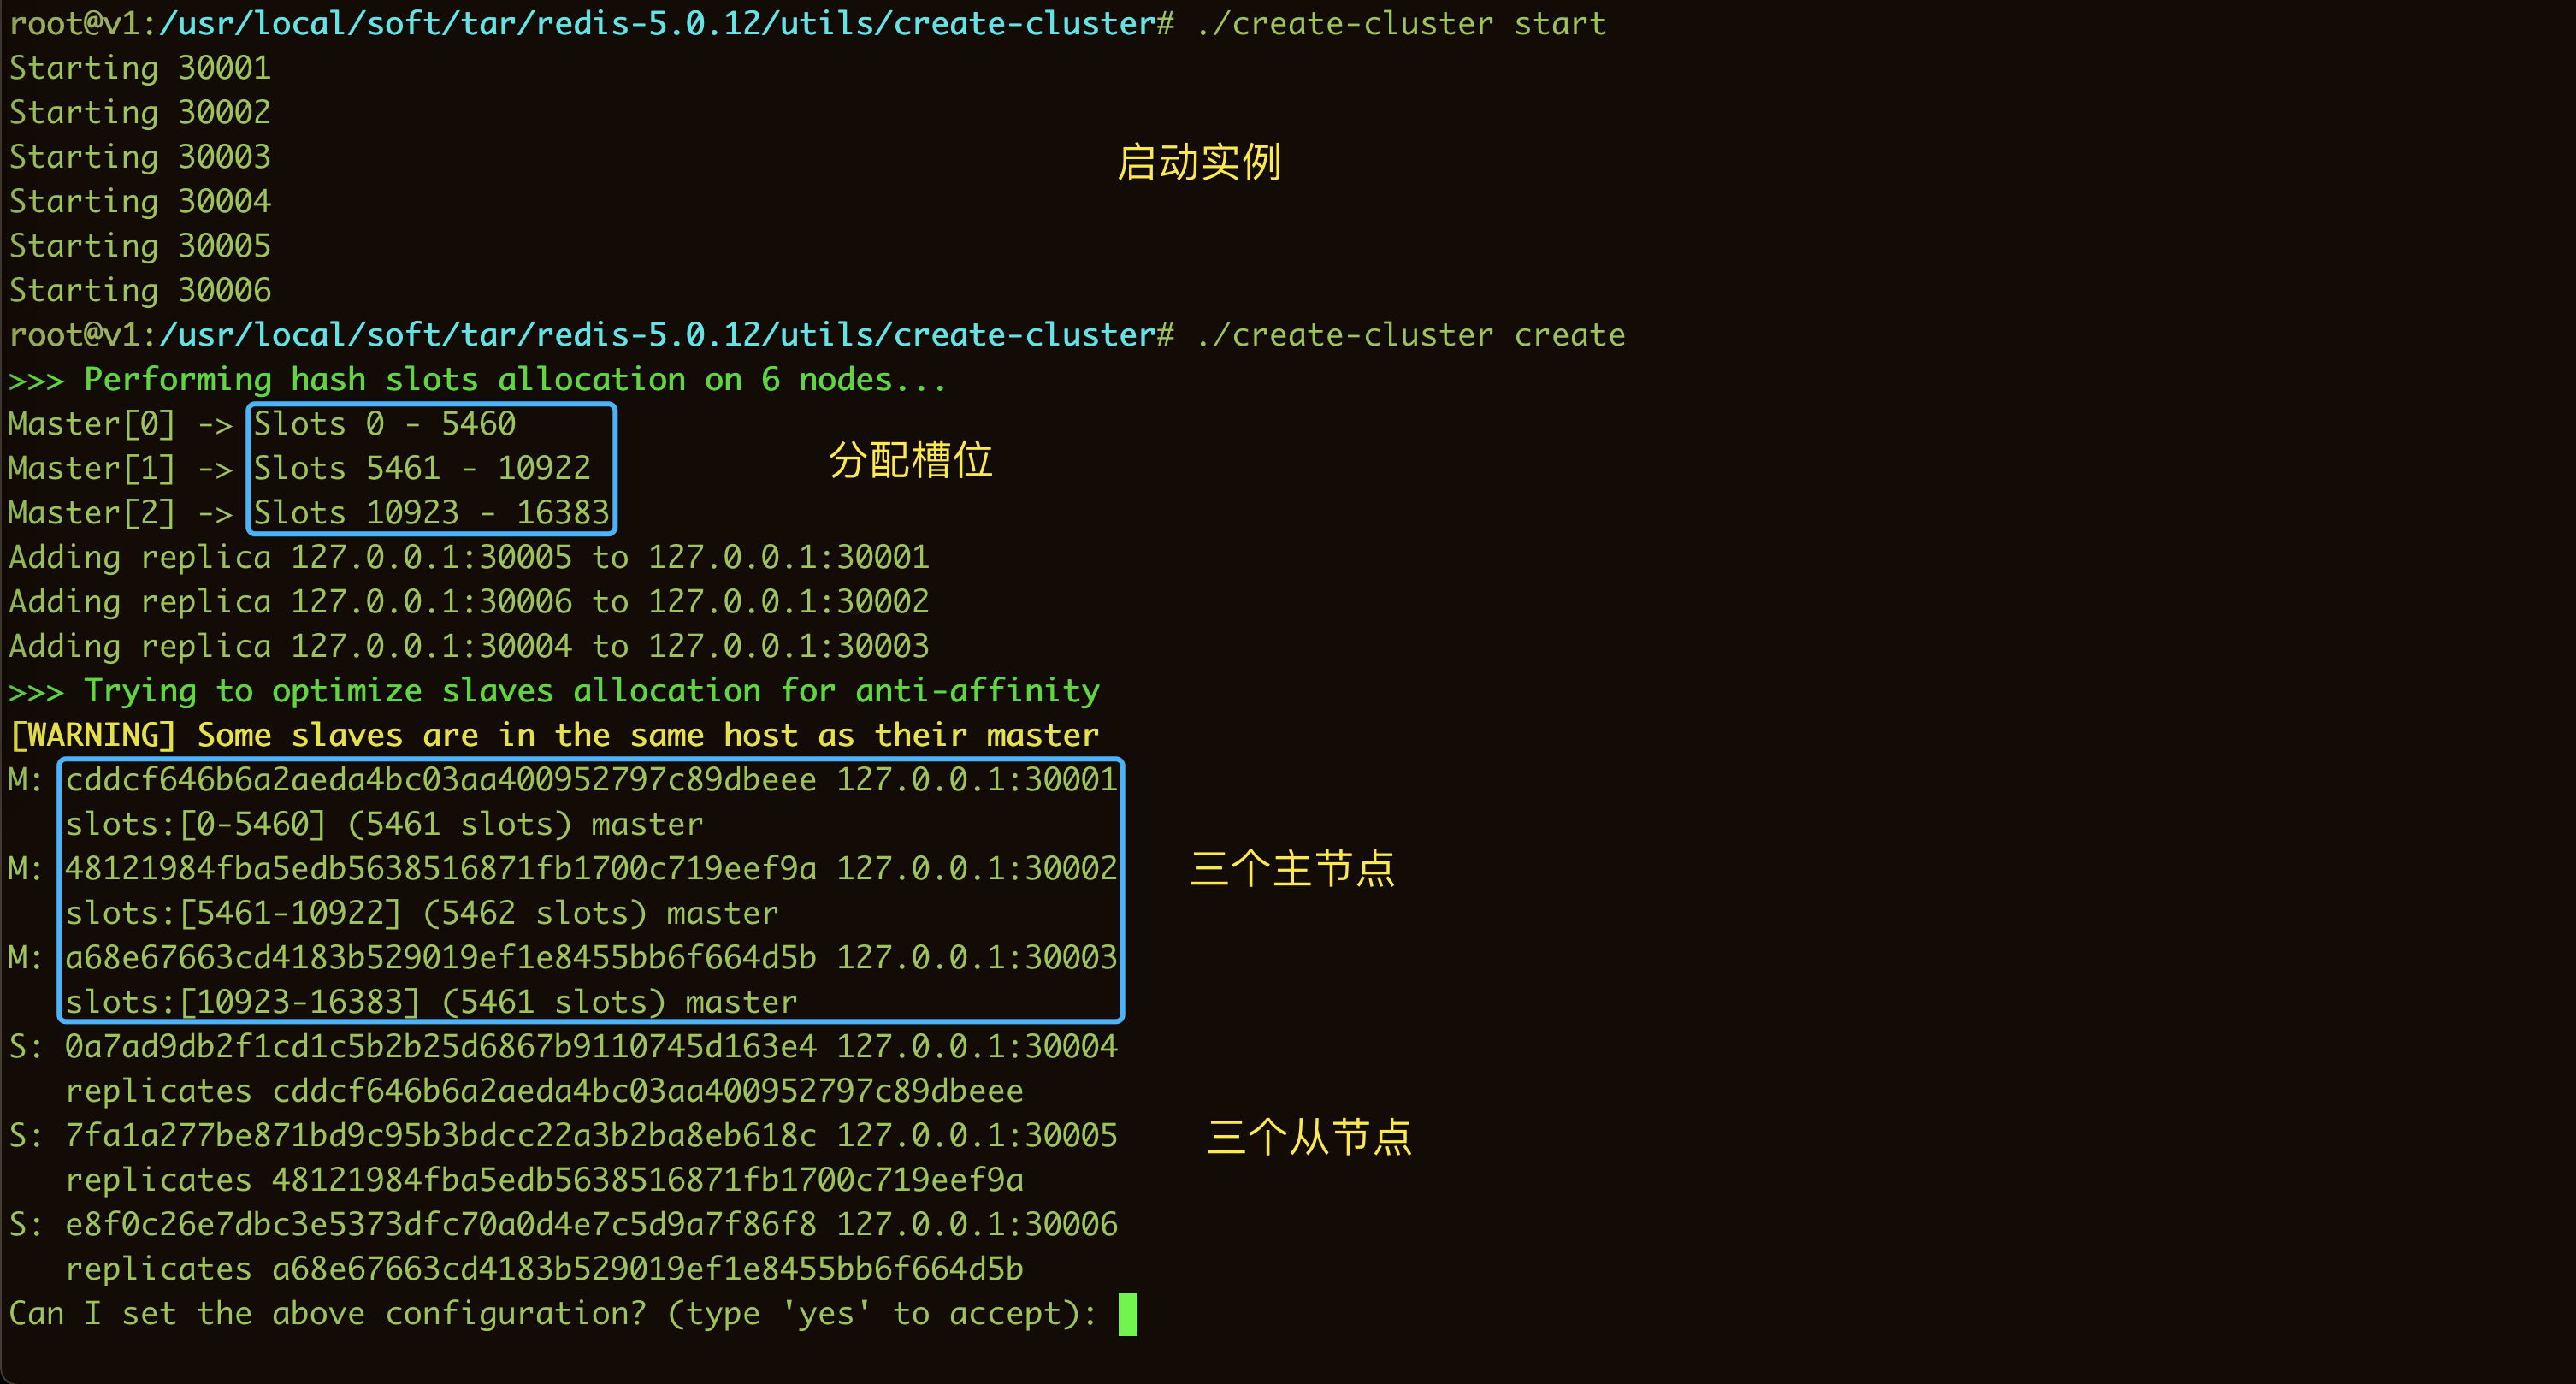 root@v1:/usr/local/soft/tar/redis-5.0.12/utils/create-cluster# ./create-cluster start
Starting 30001
Starting 30002
Starting 30003
启动实例
Starting 30004
Starting 30005
Starting 30006
root@v1:/usr/local/soft/tar/redis-5.0.12/utils/create-cluster# ./create-cluster create
>>> Performing hash slots allocation on 6 nodes...
Master[0] -> Slots 0 - 5460
Master[1] -> Slots 5461 - 10922
分配槽位
Master[2] -> Slots 10923 - 16383
Adding replica 127.0.0.1:30005 to 127.0.0.1:30001
Adding replica 127.0.0.1:30006 to 127.0.0.1:30002
Adding replica 127.0.0.1:30004 to 127.0.0.1:30003
>>> Trying to optimize slaves allocation for anti-affinity
[WARNING] Some slaves are in the same host as their master
M: cddcf646b6a2aeda4bc03aa400952797c89dbeee 127.0.0.1:30001
slots:[0-5460] (5461 slots) master
M: 48121984fba5edb5638516871fb1700c719eef9a 127.0.0.1:30002
三个主节点
slots:[5461-10922] (5462 slots) master
M: a68e67663cd4183b529019ef1e8455bb6f664d5b 127.0.0.1:30003
slots:[10923-16383] (5461 slots) master
S: 0a7ad9db2f1cd1c5b2b25d6867b9110745d163e4 127.0.0.1:30004
replicates cddcf646b6a2aeda4bc03aa400952797c89dbeee
S: 7fa1a277be871bd9c95b3bdcc22a3b2ba8eb618c 127.0.0.1:30005
三个从节点
replicates 48121984fba5edb5638516871fb1700c719eef9a
S: e8f0c26e7dbc3e5373dfc70a0d4e7c5d9a7f86f8 127.0.0.1:30006
replicates a68e67663cd4183b529019ef1e8455bb6f664d5b
Can I set the above configuration? (type 'yes' to accept):